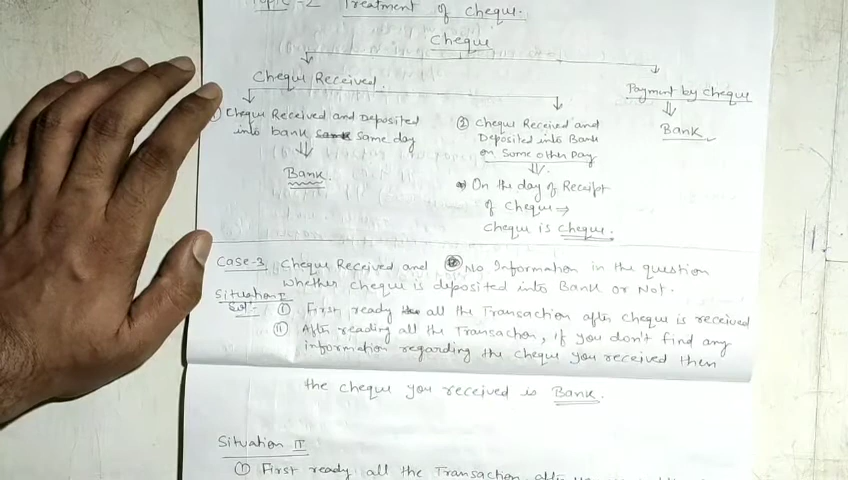 Topic-2 Treatment of cheque.
Cheque
Cheque Received.
Payment by cheque
Bank
① Cheque Received and Deposited
into bank same day
Bank
② Cheque Received and
Deposited into Bank
on Some other Day
On the day of Receipt
of cheque ⇒
cheque is cheque.
Case-3. Cheque Received and No Information in the question
whether cheque is deposited into Bank or Not.
Situation I
Sol:- ① First ready all the Transaction after cheque is received
② After reading all the Transaction, if you don't find any
information regarding the cheque you received then
the cheque you received is Bank.
Situation II
① First ready all the Transaction after